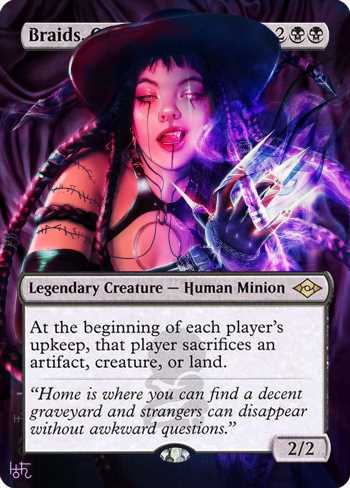 Braids, C 2
Legendary Creature — Human Minion
At the beginning of each player's
upkeep, that player sacrifices an
artifact, creature, or land.
“Home is where you can find a decent
graveyard and strangers can disappear
without awkward questions.”
2/2